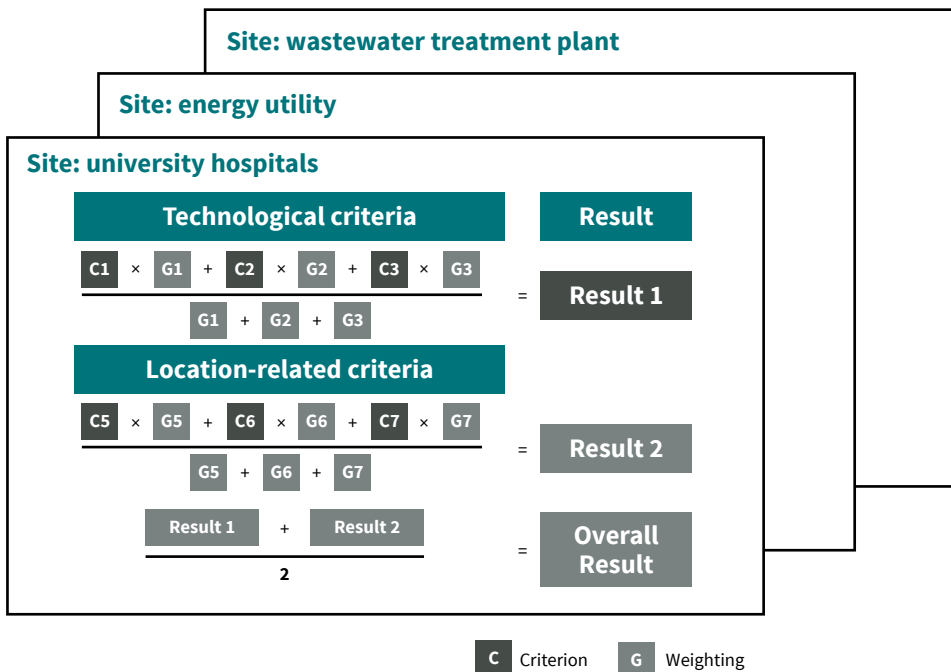 Site: wastewater treatment plant
Site: energy utility
Site: university hospitals
Technological criteria Result
C1 × G1 + C2 × G2 + C3 × G3
= Result 1
G1 + G2 + G3
Location-related criteria
C5 × G5 + C6 × G6 + C7 × G7
= Result 2
G5 + G6 + G7
Result 1 + Result 2
= Overall
Result
2
C Criterion G Weighting